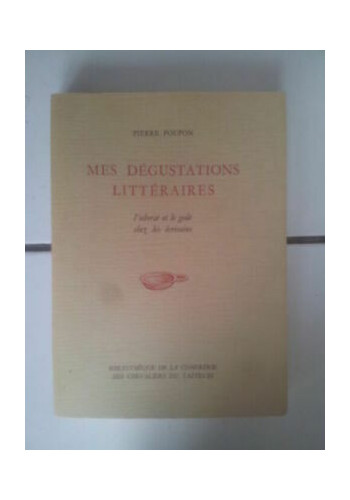 PIERRE POUPON
MES DÉGUSTATIONS
LITTÉRAIRES
l'odorat et le goût
chez les écrivains
BIBLIOTHÈQUE DE LA CONFRÉRIE
DES CHEVALIERS DU TASTEVIN